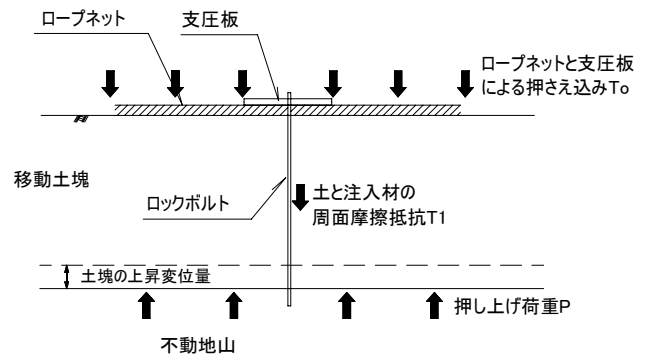 ロープネット
支圧板
ロープネットと支圧板
による押さえ込みTo
移動土塊
ロックボルト
土と注入材の
周面摩擦抵抗T1
土塊の上昇変位量
押し上げ荷重P
不動地山